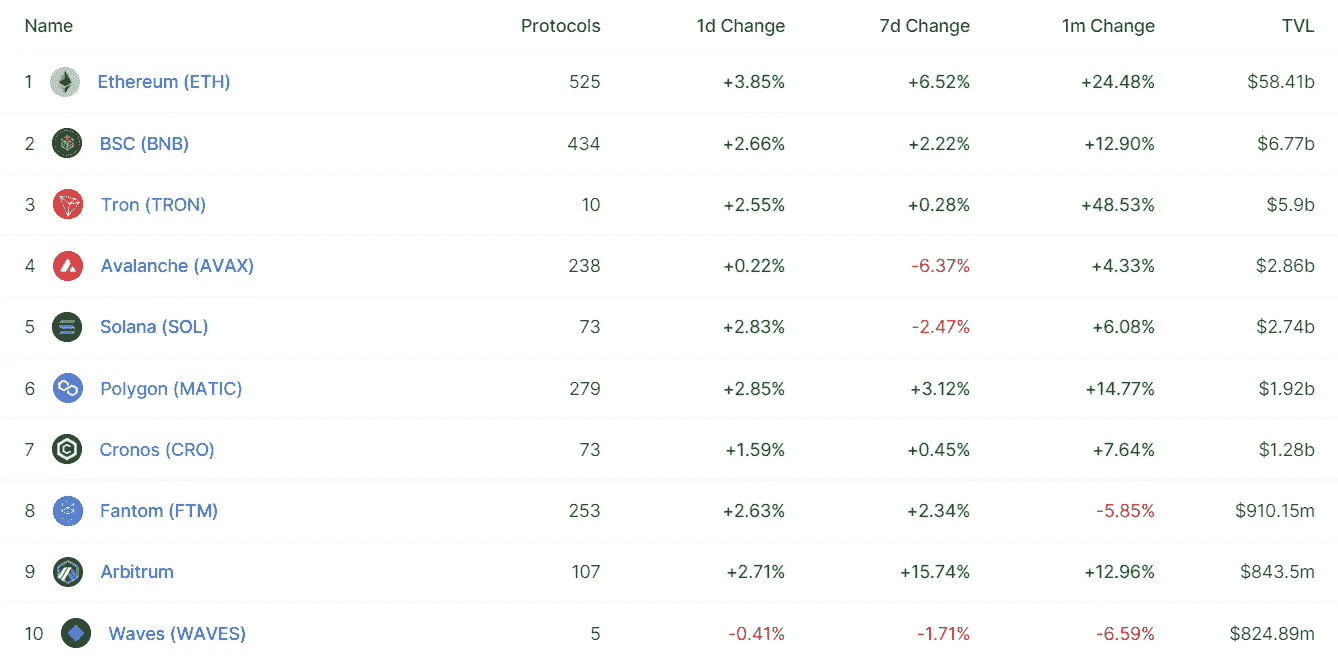 Name Protocols 1d Change 7d Change 1m Change TVL
1 Ethereum (ETH) 525 +3.85% +6.52% +24.48% $58.41b
2 BSC (BNB) 434 +2.66% +2.22% +12.90% $6.77b
3 Tron (TRON) 10 +2.55% +0.28% +48.53% $5.9b
4 Avalanche (AVAX) 238 +0.22% -6.37% +4.33% $2.86b
5 Solana (SOL) 73 +2.83% -2.47% +6.08% $2.74b
6 Polygon (MATIC) 279 +2.85% +3.12% +14.77% $1.92b
7 Cronos (CRO) 73 +1.59% +0.45% +7.64% $1.28b
8 Fantom (FTM) 253 +2.63% +2.34% -5.85% $910.15m
9 Arbitrum 107 +2.71% +15.74% +12.96% $843.5m
10 Waves (WAVES) 5 -0.41% -1.71% -6.59% $824.89m